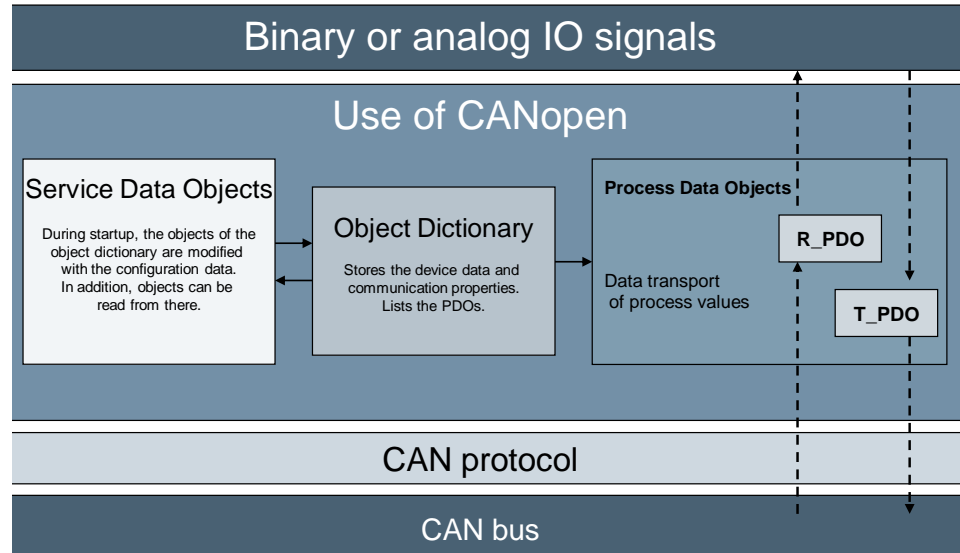 Binary or analog IO signals
Use of CANopen
Service Data Objects
During startup, the objects of the
object dictionary are modified
with the configuration data.
In addition, objects can be
read from there.
Object Dictionary
Stores the device data and
communication properties.
Lists the PDOs.
Process Data Objects
R_PDO
Data transport
of process values
T_PDO
CAN protocol
CAN bus